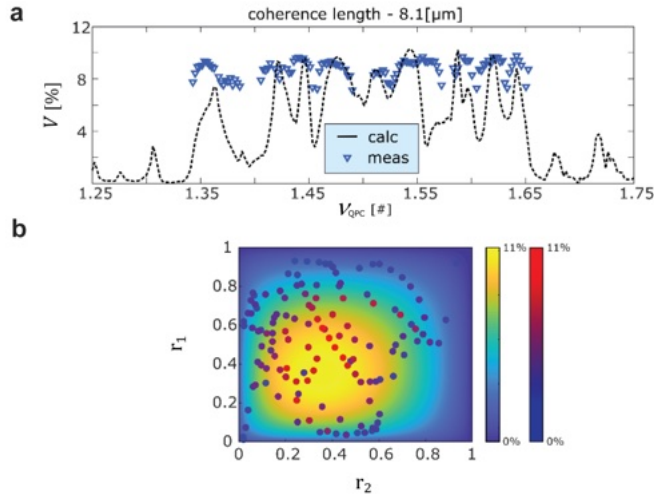 a
coherence length - 8.1[μm]
12
8
4
V [%]
calc
meas
1.25 1.35 1.45 1.55 1.65 1.75
V_QPC [#]
b
1
0.8
0.6
0.4
0.2
0
r₁
0 0.2 0.4 0.6 0.8 1
r₂
11% 11%
0% 0%